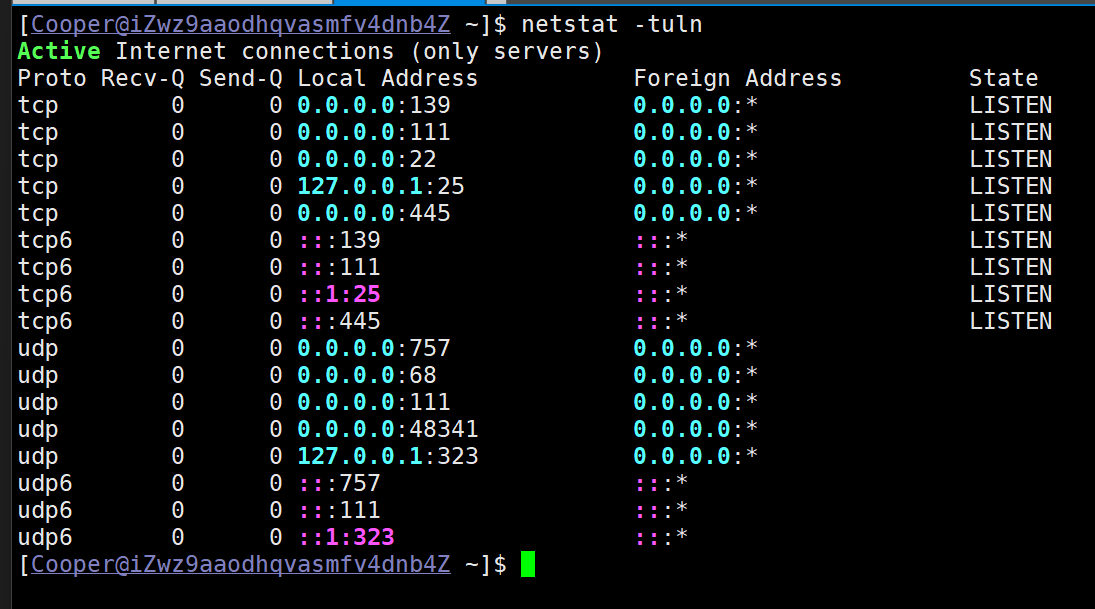 [Cooper@iZwz9aaodhqvasmfv4dnb4Z ~]$ netstat -tuln
Active Internet connections (only servers)
Proto Recv-Q Send-Q Local Address           Foreign Address         State
tcp        0      0 0.0.0.0:139             0.0.0.0:*               LISTEN
tcp        0      0 0.0.0.0:111             0.0.0.0:*               LISTEN
tcp        0      0 0.0.0.0:22              0.0.0.0:*               LISTEN
tcp        0      0 127.0.0.1:25            0.0.0.0:*               LISTEN
tcp        0      0 0.0.0.0:445             0.0.0.0:*               LISTEN
tcp6       0      0 :::139                  :::*                    LISTEN
tcp6       0      0 :::111                  :::*                    LISTEN
tcp6       0      0 ::1:25                  :::*                    LISTEN
tcp6       0      0 :::445                  :::*                    LISTEN
udp        0      0 0.0.0.0:757             0.0.0.0:*
udp        0      0 0.0.0.0:68              0.0.0.0:*
udp        0      0 0.0.0.0:111             0.0.0.0:*
udp        0      0 0.0.0.0:48341           0.0.0.0:*
udp        0      0 127.0.0.1:323           0.0.0.0:*
udp6       0      0 :::757                  :::*
udp6       0      0 :::111                  :::*
udp6       0      0 ::1:323                 :::*
[Cooper@iZwz9aaodhqvasmfv4dnb4Z ~]$